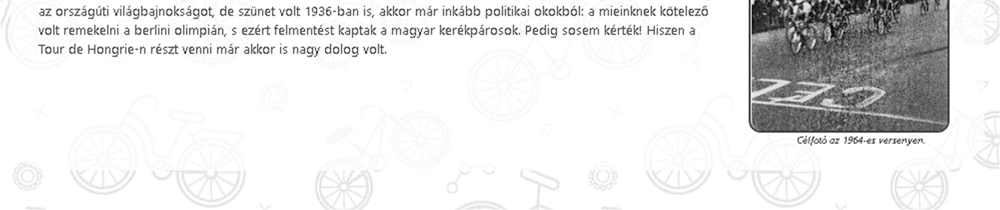 az országúti világbajnokságot, de szünet volt 1936-ban is, akkor már inkább politikai okokból: a mieinknek kötelező
volt remekelni a berlini olimpián, s ezért felmentést kaptak a magyar kerékpárosok. Pedig sosem kérték! Hiszen a
Tour de Hongrie-n részt venni már akkor is nagy dolog volt.
CÉL
Célfotó az 1964-es versenyen.